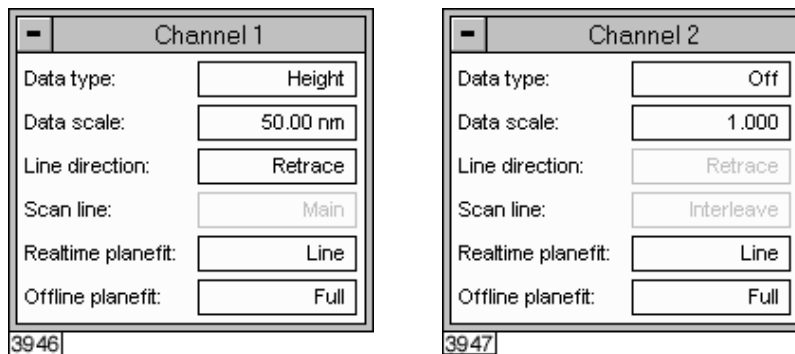 Channel 1
Data type: Height
Data scale: 50.00 nm
Line direction: Retrace
Scan line: Main
Realtime planefit: Line
Offline planefit: Full
3946
Channel 2
Data type: Off
Data scale: 1.000
Line direction: Retrace
Scan line: Interleave
Realtime planefit: Line
Offline planefit: Full
3947